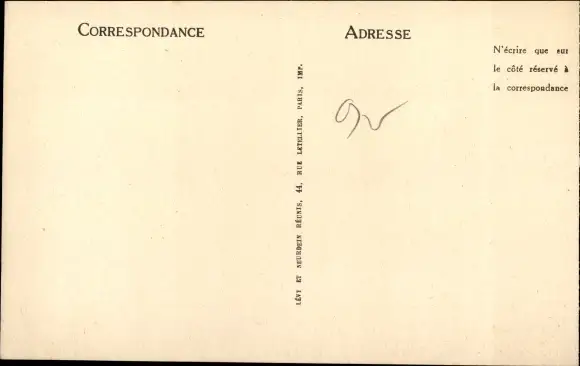 CORRESPONDANCE
ADRESSE
N'écrire que sur
le côté réservé à
la correspondance
LÉVY ET NEURDEIN RÉUNIS, 44, RUE LETELLIER, PARIS, IMP.